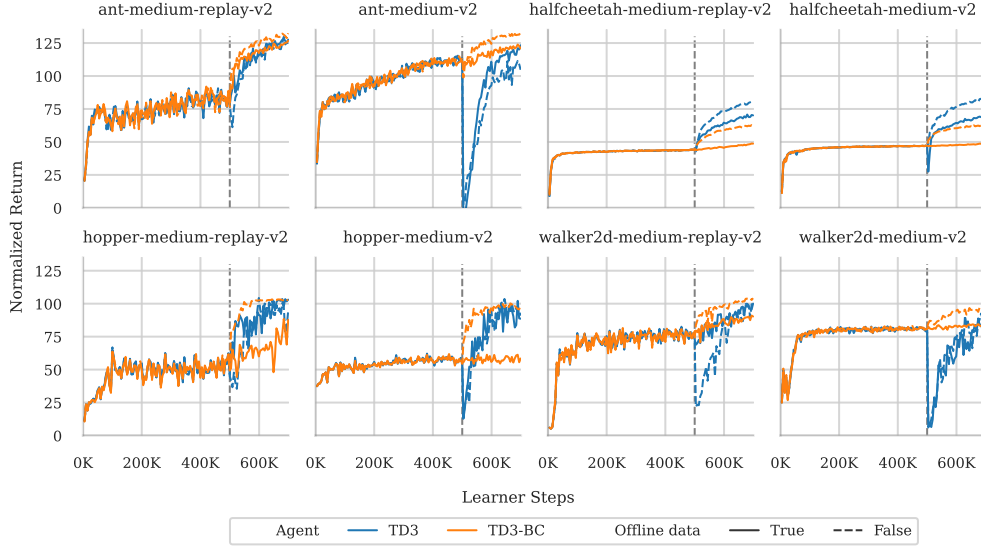 ant-medium-replay-v2 ant-medium-v2 halfcheetah-medium-replay-v2 halfcheetah-medium-v2
125
100
75
50
25
0
hopper-medium-replay-v2 hopper-medium-v2 walker2d-medium-replay-v2 walker2d-medium-v2
125
100
75
50
25
0
Normalized Return
0K 200K 400K 600K 0K 200K 400K 600K 0K 200K 400K 600K 0K 200K 400K 600K
Learner Steps
Agent TD3 TD3-BC Offline data True False